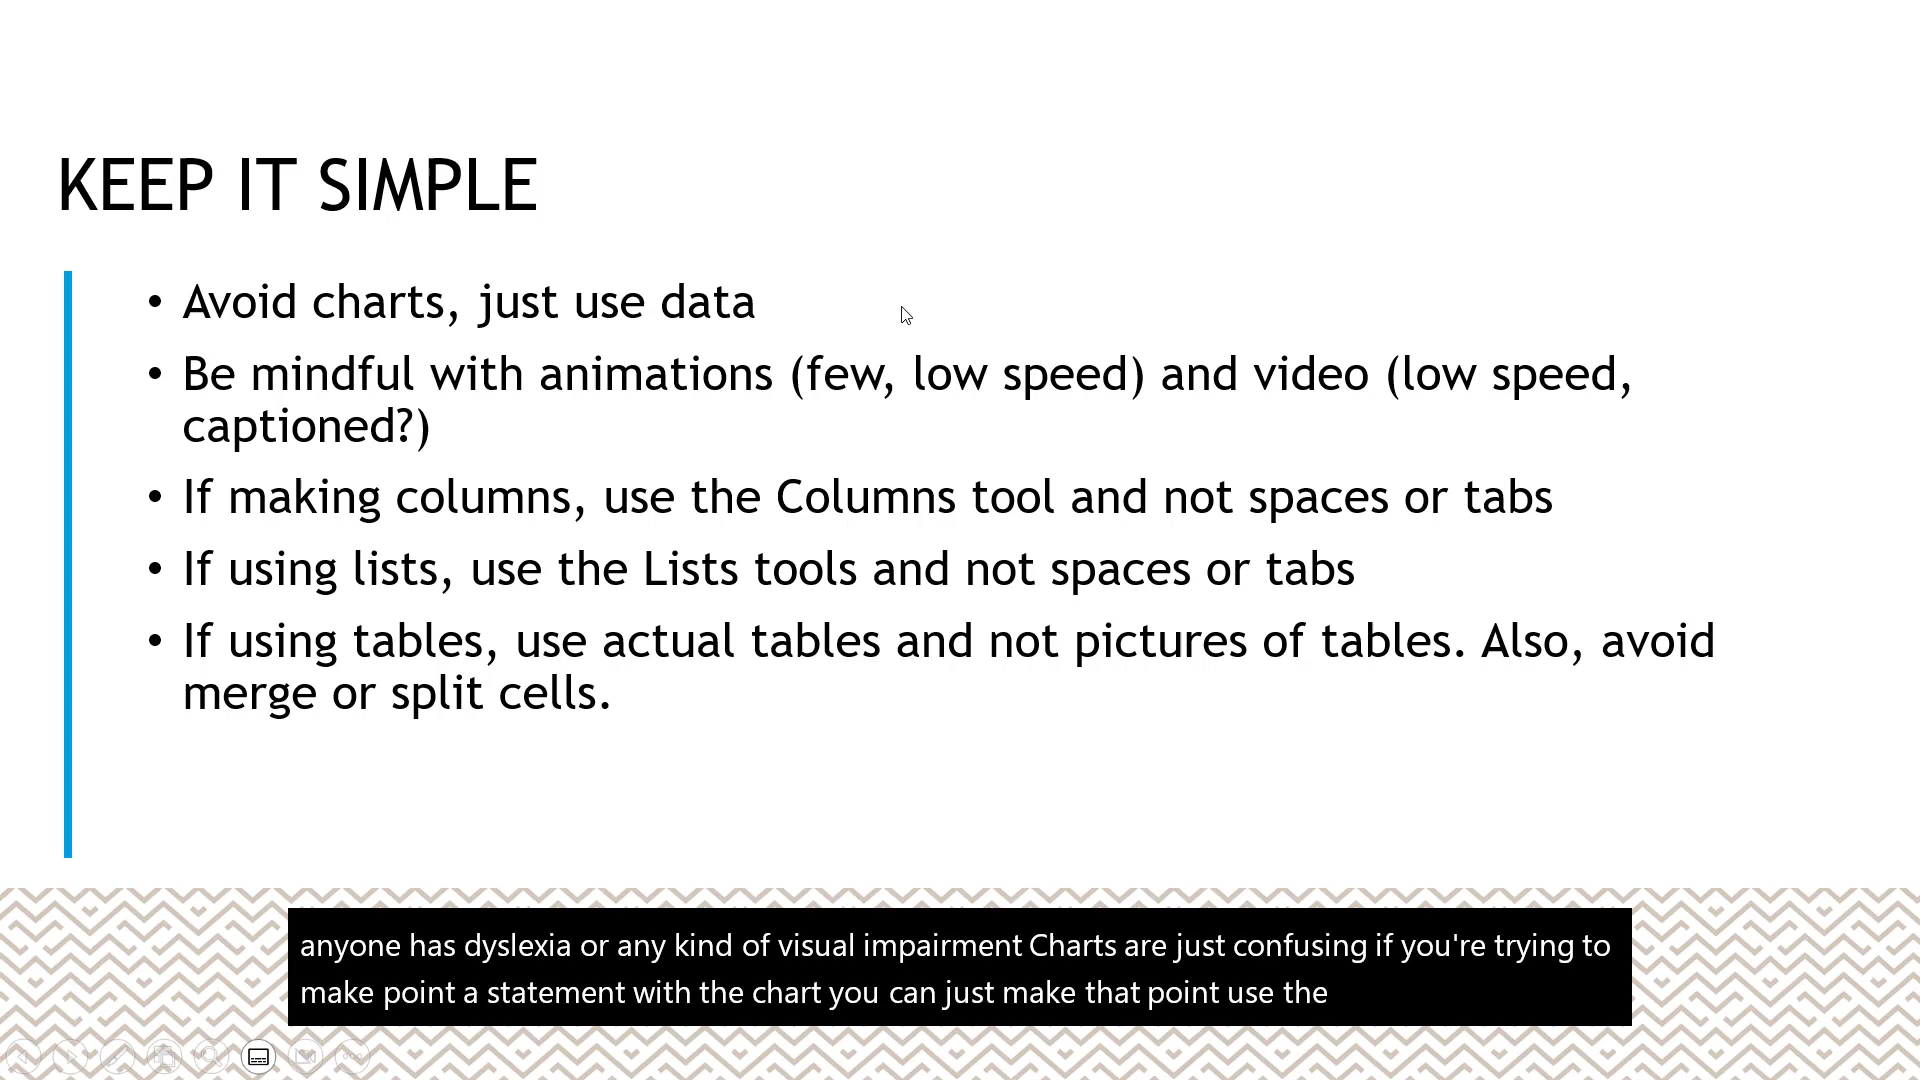 KEEP IT SIMPLE
• Avoid charts, just use data
• Be mindful with animations (few, low speed) and video (low speed,
captioned?)
• If making columns, use the Columns tool and not spaces or tabs
• If using lists, use the Lists tools and not spaces or tabs
• If using tables, use actual tables and not pictures of tables. Also, avoid
merge or split cells.
anyone has dyslexia or any kind of visual impairment Charts are just confusing if you're trying to
make point a statement with the chart you can just make that point use the